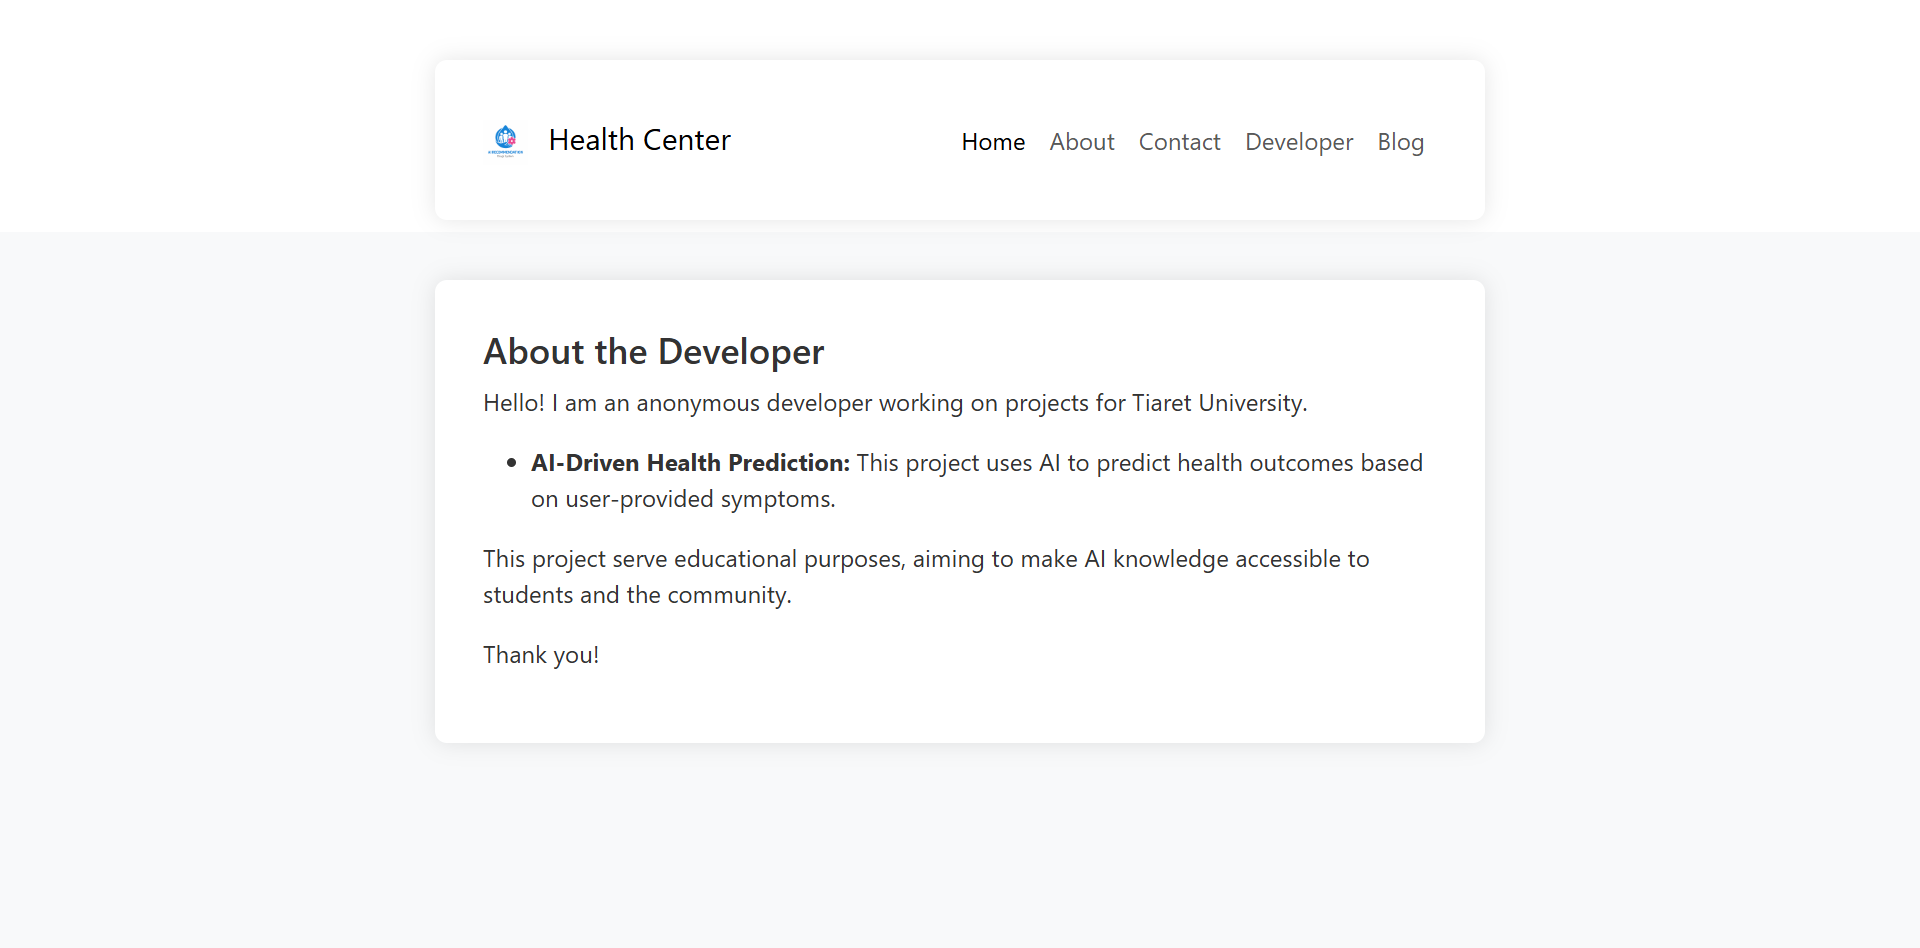 AI RECOMMENDATION
Health Center
Home About Contact Developer Blog
About the Developer
Hello! I am an anonymous developer working on projects for Tiaret University.
AI-Driven Health Prediction: This project uses AI to predict health outcomes based
on user-provided symptoms.
This project serve educational purposes, aiming to make AI knowledge accessible to
students and the community.
Thank you!